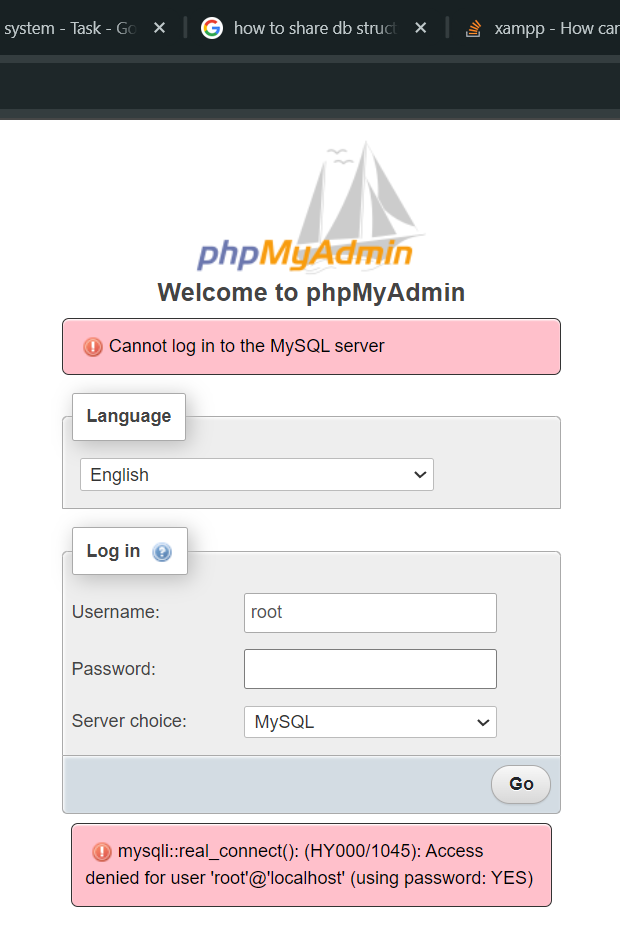 system - Task - Go
how to share db struct
xampp - How can
phpMyAdmin
Welcome to phpMyAdmin
Cannot log in to the MySQL server
Language
English
Log in
Username:
root
Password:
Server choice:
MySQL
Go
mysqli::real_connect(): (HY000/1045): Access
denied for user 'root'@'localhost' (using password: YES)